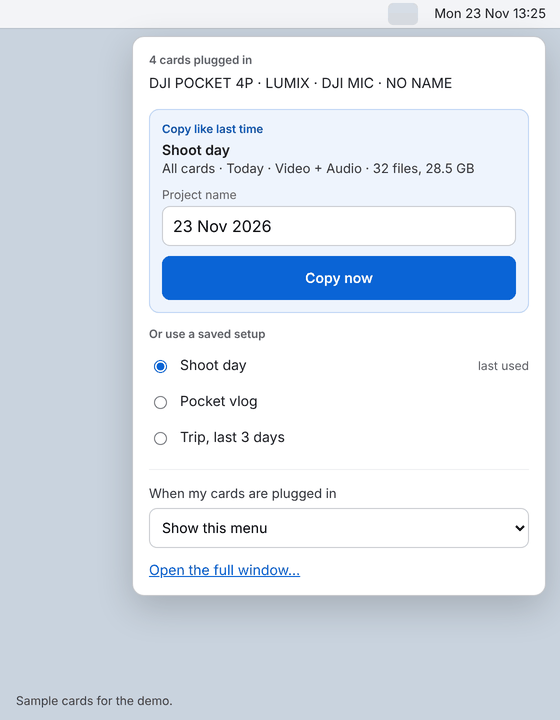 Mon 23 Nov 13:25
4 cards plugged in
DJI POCKET 4P · LUMIX · DJI MIC · NO NAME
Copy like last time
Shoot day
All cards · Today · Video + Audio · 32 files, 28.5 GB
Project name
23 Nov 2026
Copy now
Or use a saved setup
Shoot day last used
Pocket vlog
Trip, last 3 days
When my cards are plugged in
Show this menu
Open the full window...
Sample cards for the demo.